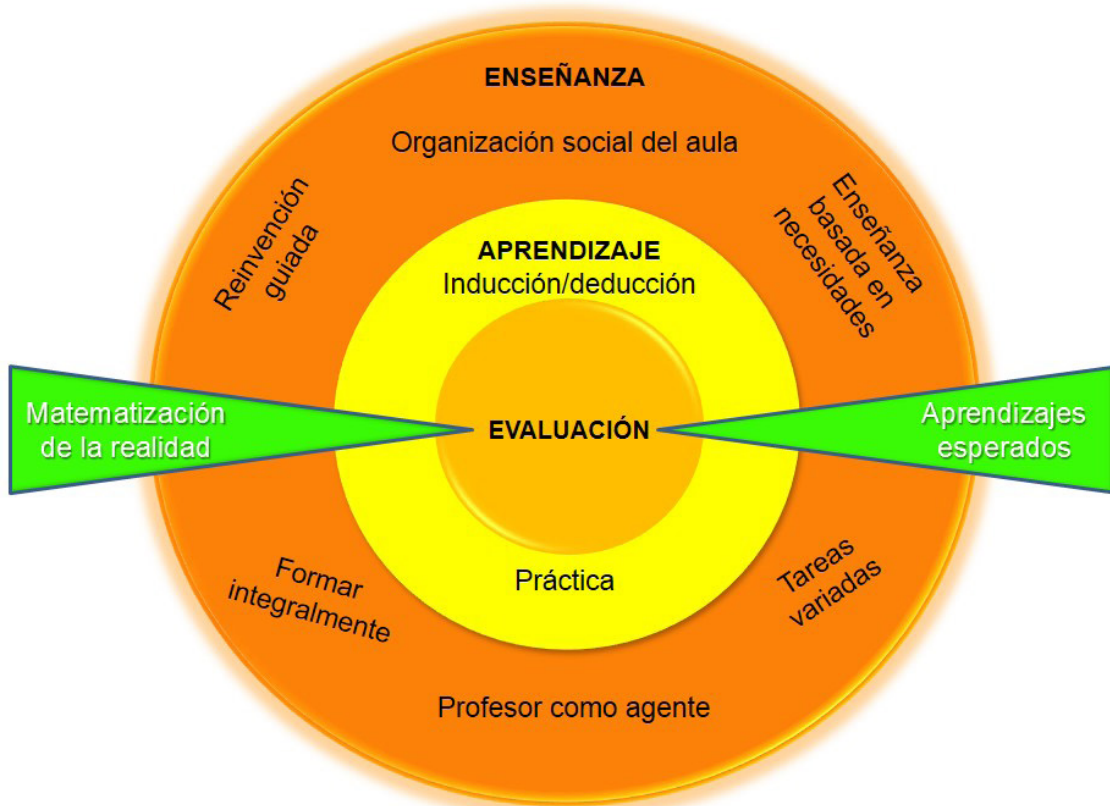 ENSEÑANZA
Organización social del aula
Reinvención
guiada
Enseñanza
basada en
necesidades
APRENDIZAJE
Inducción/deducción
Matematización
de la realidad
EVALUACIÓN
Aprendizajes
esperados
Formar
integralmente
Práctica
Tareas
variadas
Profesor como agente